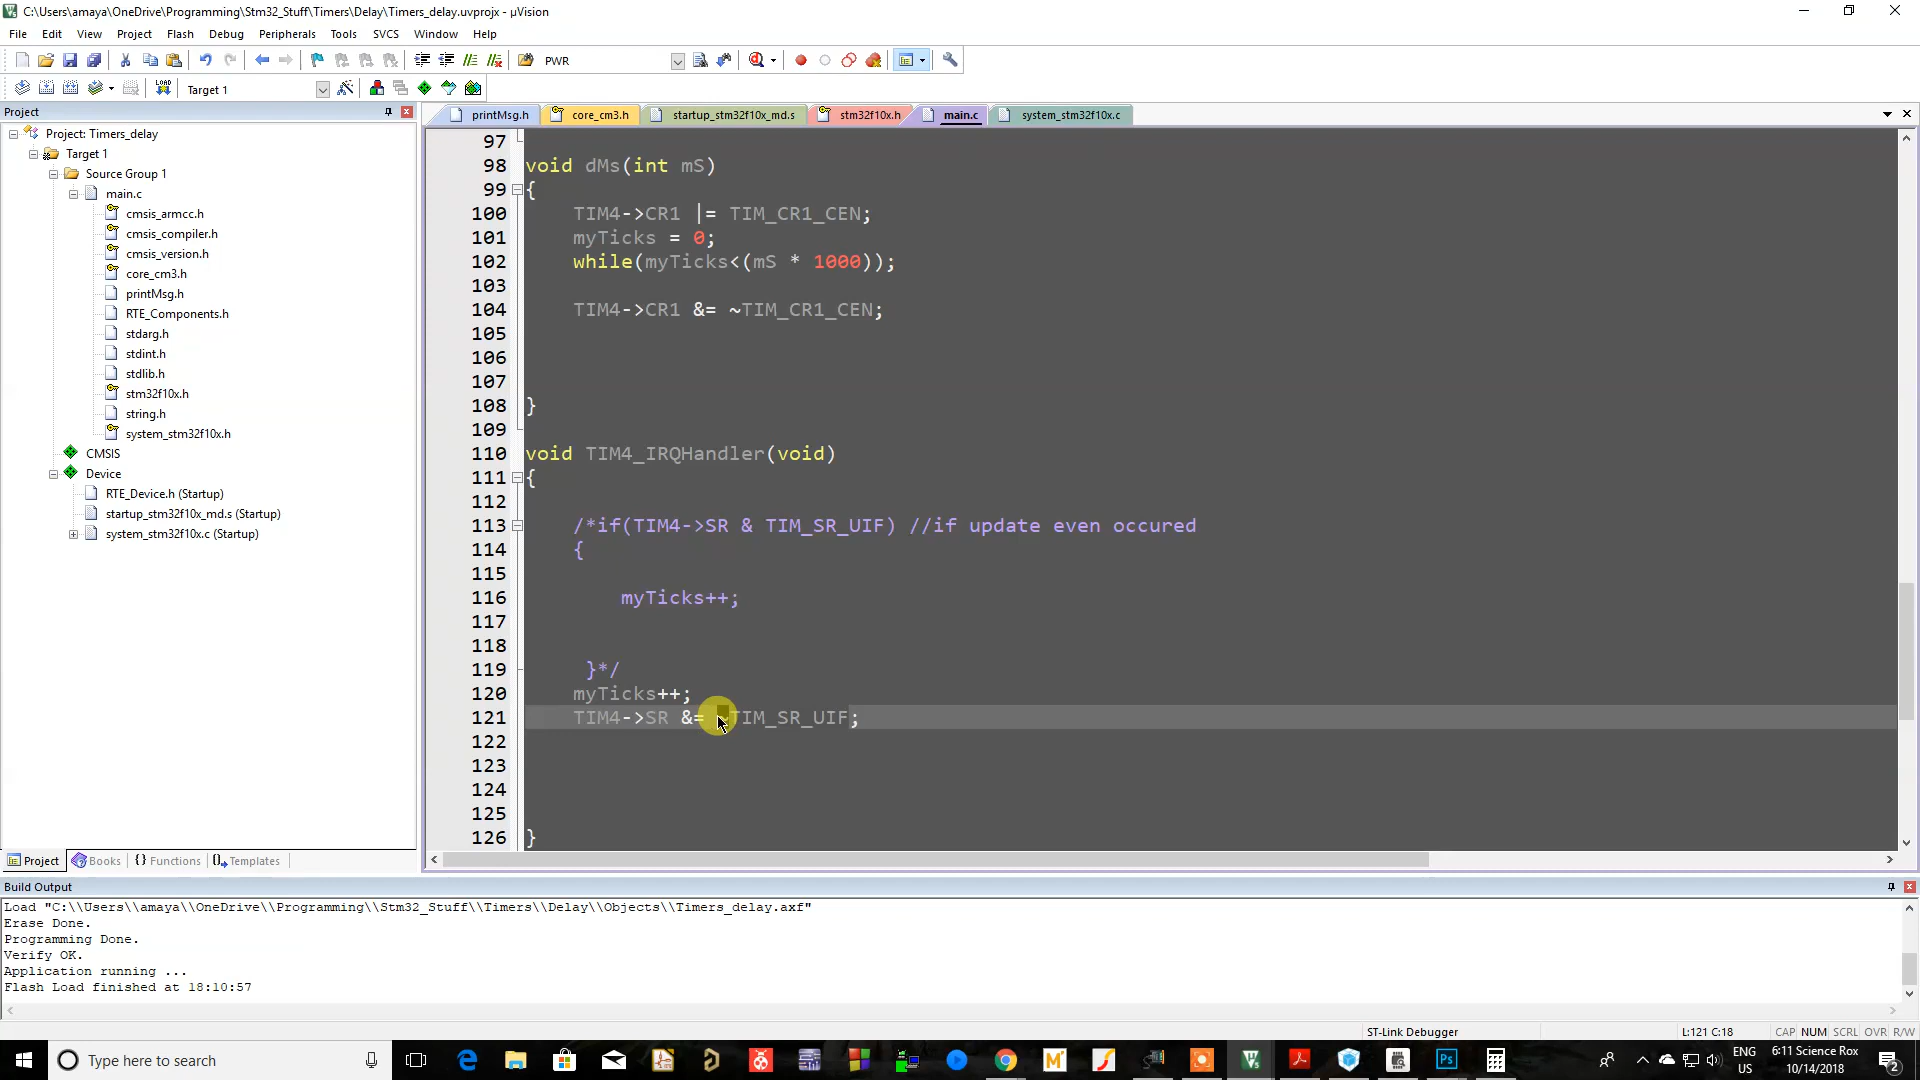 C:\Users\amaya\OneDrive\Programming\Stm32_Stuff\Timers\Delay\Timers_delay.uvprojx - µVision
File Edit View Project Flash Debug Peripherals Tools SVCS Window Help
PWR
LOAD
Target 1
Project
Project: Timers_delay
Target 1
Source Group 1
main.c
cmsis_armcc.h
cmsis_compiler.h
cmsis_version.h
core_cm3.h
printMsg.h
RTE_Components.h
stdarg.h
stdint.h
stdlib.h
stm32f10x.h
string.h
system_stm32f10x.h
CMSIS
Device
RTE_Device.h (Startup)
startup_stm32f10x_md.s (Startup)
system_stm32f10x.c (Startup)
Project Books {} Functions Templates
printMsg.h core_cm3.h startup_stm32f10x_md.s stm32f10x.h main.c system_stm32f10x.c
97
98 void dMs(int mS)
99 {
100 TIM4->CR1 |= TIM_CR1_CEN;
101 myTicks = 0;
102 while(myTicks<(mS * 1000));
103
104 TIM4->CR1 &= ~TIM_CR1_CEN;
105
106
107
108 }
109
110 void TIM4_IRQHandler(void)
111 {
112
113 /*if(TIM4->SR & TIM_SR_UIF) //if update even occured
114 {
115
116 myTicks++;
117
118
119 }*/
120 myTicks++;
121 TIM4->SR &= ~TIM_SR_UIF;
122
123
124
125
126 }
Build Output
Load "C:\\Users\\amaya\\OneDrive\\Programming\\Stm32_Stuff\\Timers\\Delay\\Objects\\Timers_delay.axf"
Erase Done.
Programming Done.
Verify OK.
Application running ...
Flash Load finished at 18:10:57
ST-Link Debugger L:121 C:18 CAP NUM SCRL OVR R/W
Type here to search
ENG
US
6:11 Science Rox
10/14/2018
2